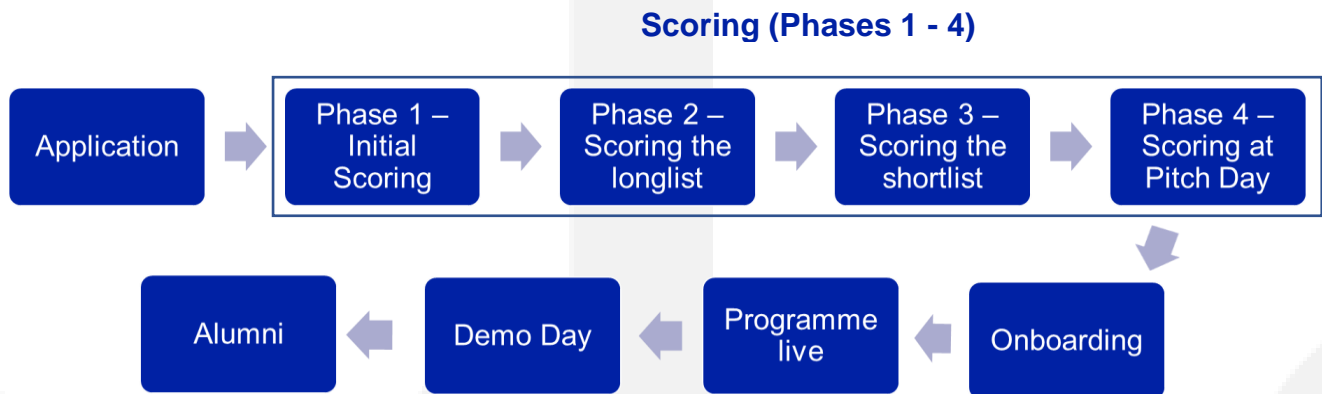 Scoring (Phases 1 - 4)
Application
Phase 1 –
Initial
Scoring
Phase 2 –
Scoring the
longlist
Phase 3 –
Scoring the
shortlist
Phase 4 –
Scoring at
Pitch Day
Onboarding
Programme
live
Demo Day
Alumni